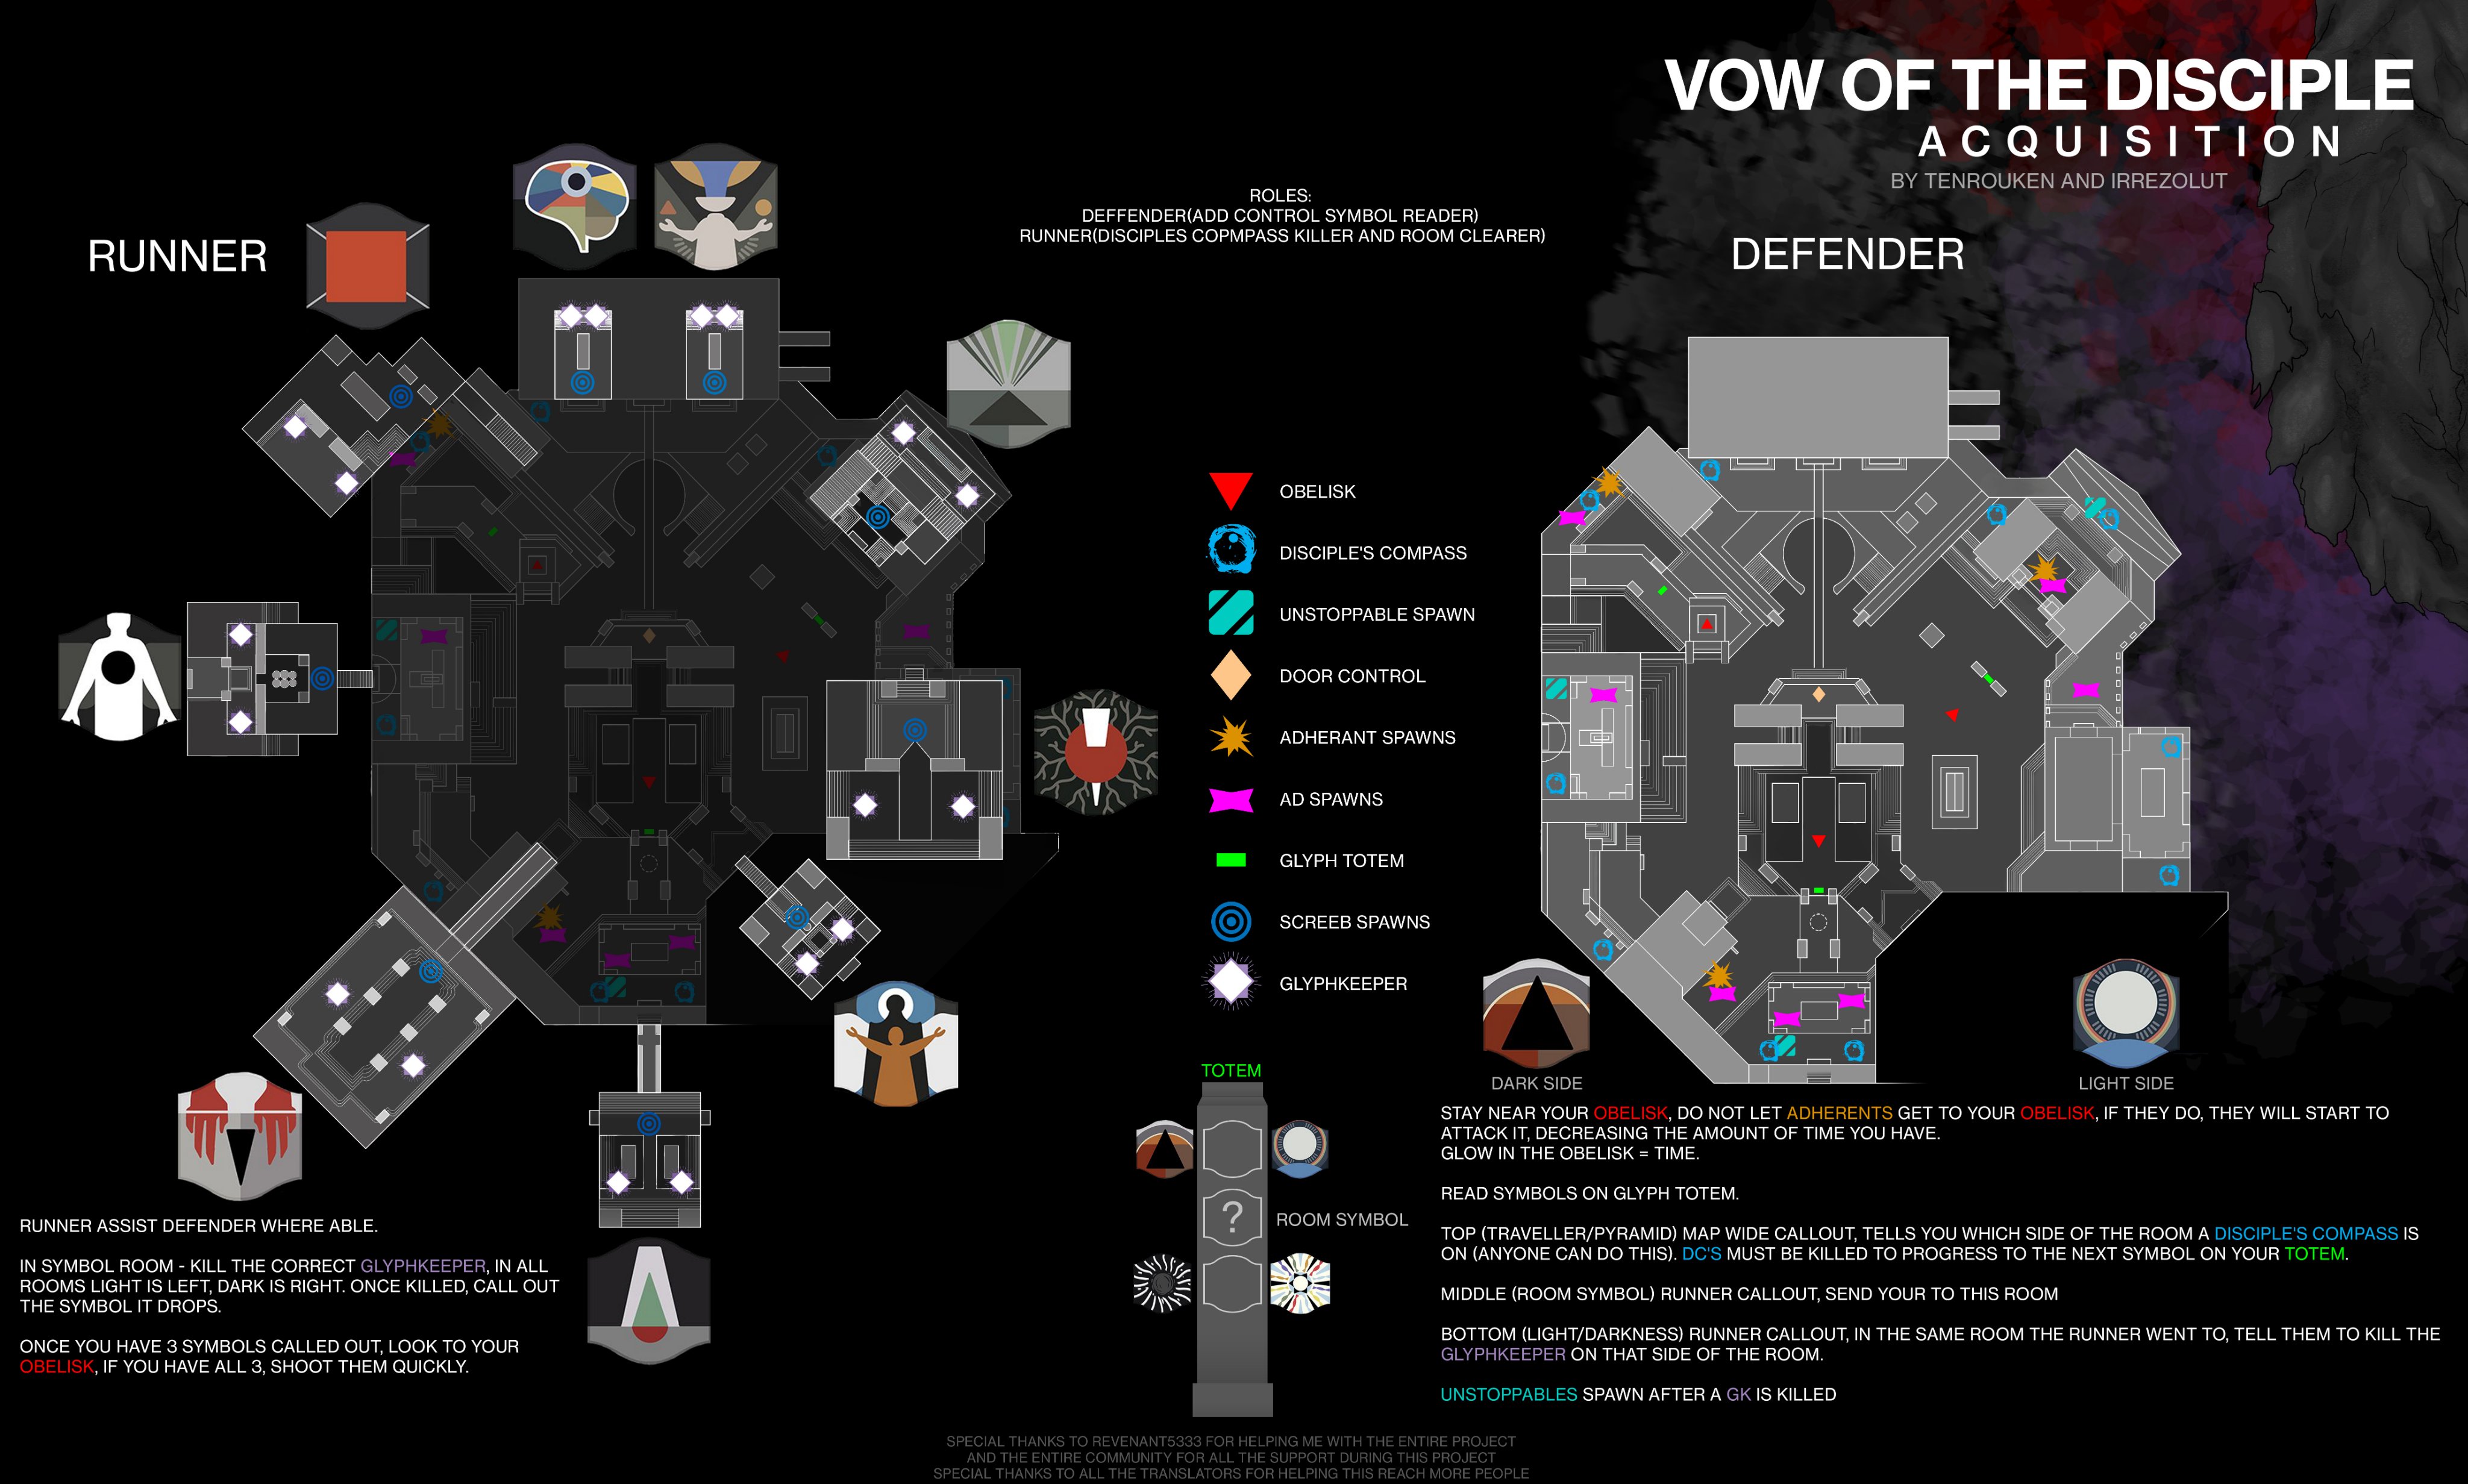 VOW OF THE DISCIPLE
ACQUISITION
BY TENROUKEN AND IRREZOLUT
RUNNER
ROLES:
DEFFENDER(ADD CONTROL SYMBOL READER)
RUNNER(DISCIPLES COPMPASS KILLER AND ROOM CLEARER)
DEFENDER
OBELISK
DISCIPLE'S COMPASS
UNSTOPPABLE SPAWN
DOOR CONTROL
ADHERANT SPAWNS
AD SPAWNS
GLYPH TOTEM
SCREEB SPAWNS
GLYPHKEEPER
TOTEM
?
ROOM SYMBOL
DARK SIDE
LIGHT SIDE
RUNNER ASSIST DEFENDER WHERE ABLE.
IN SYMBOL ROOM - KILL THE CORRECT GLYPHKEEPER, IN ALL
ROOMS LIGHT IS LEFT, DARK IS RIGHT. ONCE KILLED, CALL OUT
THE SYMBOL IT DROPS.
ONCE YOU HAVE 3 SYMBOLS CALLED OUT, LOOK TO YOUR
OBELISK, IF YOU HAVE ALL 3, SHOOT THEM QUICKLY.
STAY NEAR YOUR OBELISK, DO NOT LET ADHERENTS GET TO YOUR OBELISK, IF THEY DO, THEY WILL START TO
ATTACK IT, DECREASING THE AMOUNT OF TIME YOU HAVE.
GLOW IN THE OBELISK = TIME.
READ SYMBOLS ON GLYPH TOTEM.
TOP (TRAVELLER/PYRAMID) MAP WIDE CALLOUT, TELLS YOU WHICH SIDE OF THE ROOM A DISCIPLE'S COMPASS IS
ON (ANYONE CAN DO THIS). DC'S MUST BE KILLED TO PROGRESS TO THE NEXT SYMBOL ON YOUR TOTEM.
MIDDLE (ROOM SYMBOL) RUNNER CALLOUT, SEND YOUR TO THIS ROOM
BOTTOM (LIGHT/DARKNESS) RUNNER CALLOUT, IN THE SAME ROOM THE RUNNER WENT TO, TELL THEM TO KILL THE
GLYPHKEEPER ON THAT SIDE OF THE ROOM.
UNSTOPPABLES SPAWN AFTER A GK IS KILLED
SPECIAL THANKS TO REVENANT5333 FOR HELPING ME WITH THE ENTIRE PROJECT
AND THE ENTIRE COMMUNITY FOR ALL THE SUPPORT DURING THIS PROJECT
SPECIAL THANKS TO ALL THE TRANSLATORS FOR HELPING THIS REACH MORE PEOPLE